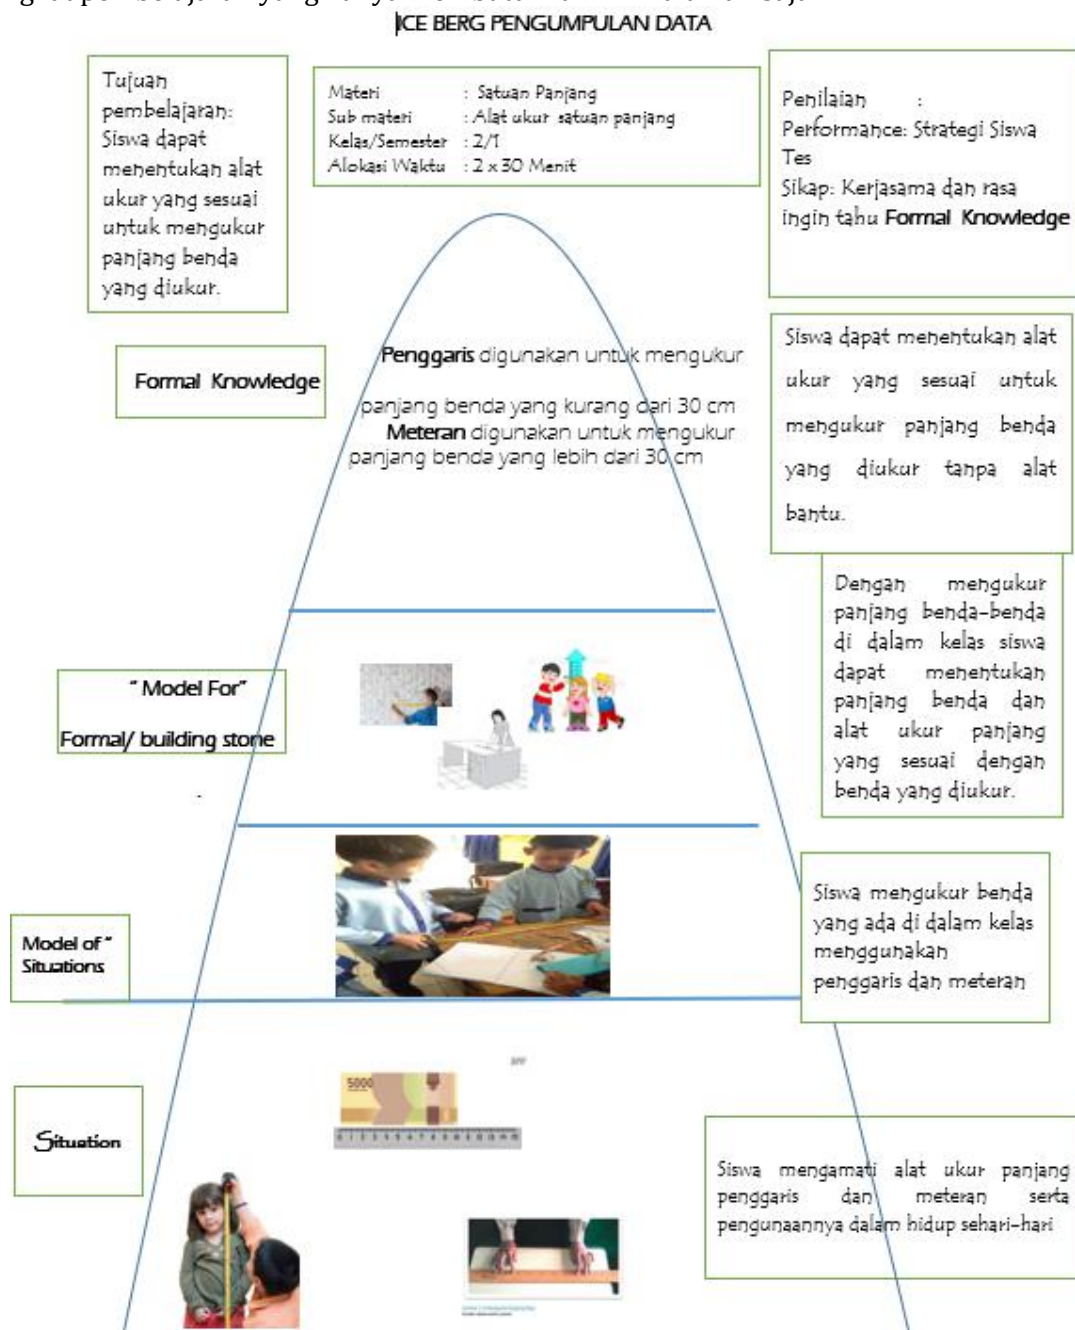 ICE BERG PENGUMPULAN DATA
Tujuan
pembelajaran:
Siswa dapat
menentukan alat
ukur yang sesuai
untuk mengukur
panjang benda
yang diukur.
Materi : Satuan Panjang
Sub materi : Alat ukur satuan panjang
Kelas/Semester : 2/1
Alokasi Waktu : 2 x 30 Menit
Penilaian :
Performance: Strategi Siswa
Tes
Sikap: Kerjasama dan rasa
ingin tahu Formal Knowledge
Formal Knowledge
Penggaris digunakan untuk mengukur
panjang benda yang kurang dari 30 cm
Meteran digunakan untuk mengukur
panjang benda yang lebih dari 30 cm
Siswa dapat menentukan alat
ukur yang sesuai untuk
mengukur panjang benda
yang diukur tanpa alat
bantu.
"Model For"
Formal/ building stone
Dengan mengukur
panjang benda-benda
di dalam kelas siswa
dapat menentukan
panjang benda dan
alat ukur panjang
yang sesuai dengan
benda yang diukur.
Model of "
Situations
Siswa mengukur benda
yang ada di dalam kelas
menggunakan
penggaris dan meteran
Situation
5000
Siswa mengamati alat ukur panjang
penggaris dan meteran serta
pengunaannya dalam hidup sehari-hari